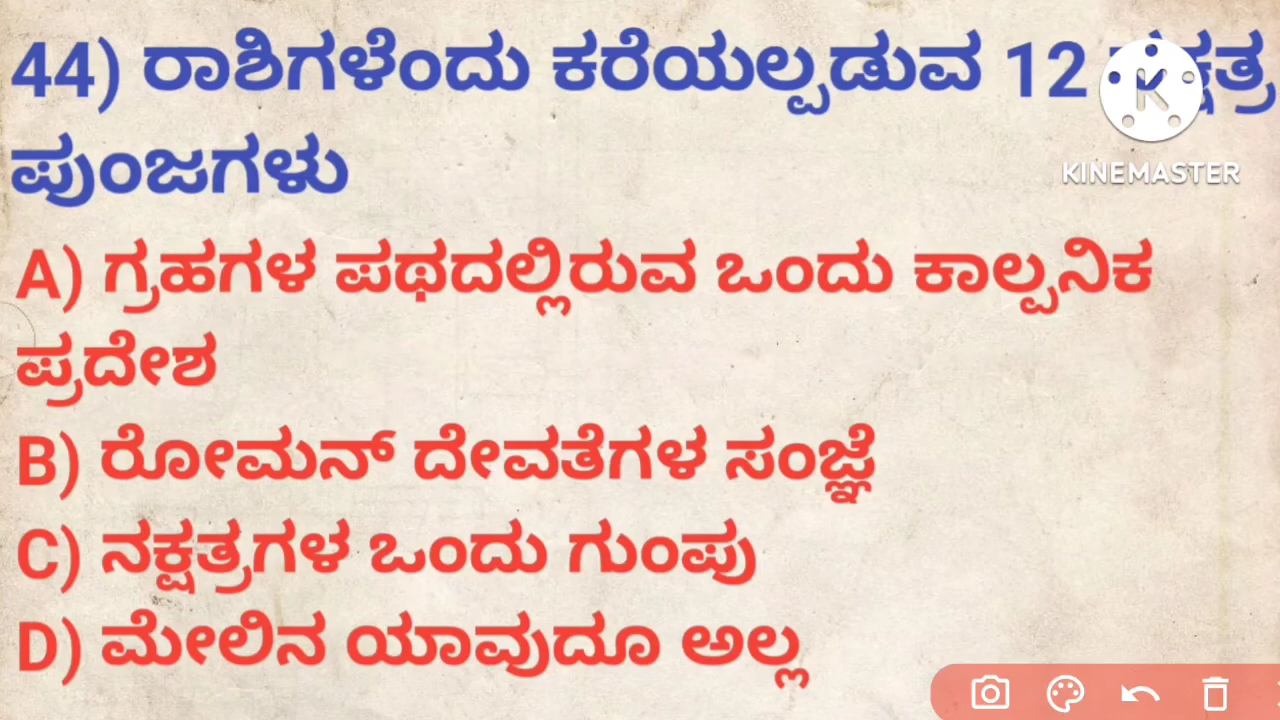 44) ರಾಶಿಗಳೆಂದು ಕರೆಯಲ್ಪಡುವ 12
ಪುಂಜಗಳು
A) ಗ್ರಹಗಳ ಪಥದಲ್ಲಿರುವ ಒಂದು ಕಾಲ್ಪನಿಕ
ಪ್ರದೇಶ
B) ರೋಮನ್ ದೇವತೆಗಳ ಸಂಜ್ಞೆ
C) ನಕ್ಷತ್ರಗಳ ಒಂದು ಗುಂಪು
D) ಮೇಲಿನ ಯಾವುದೂ ಅಲ್ಲ
K
KINEMASTER